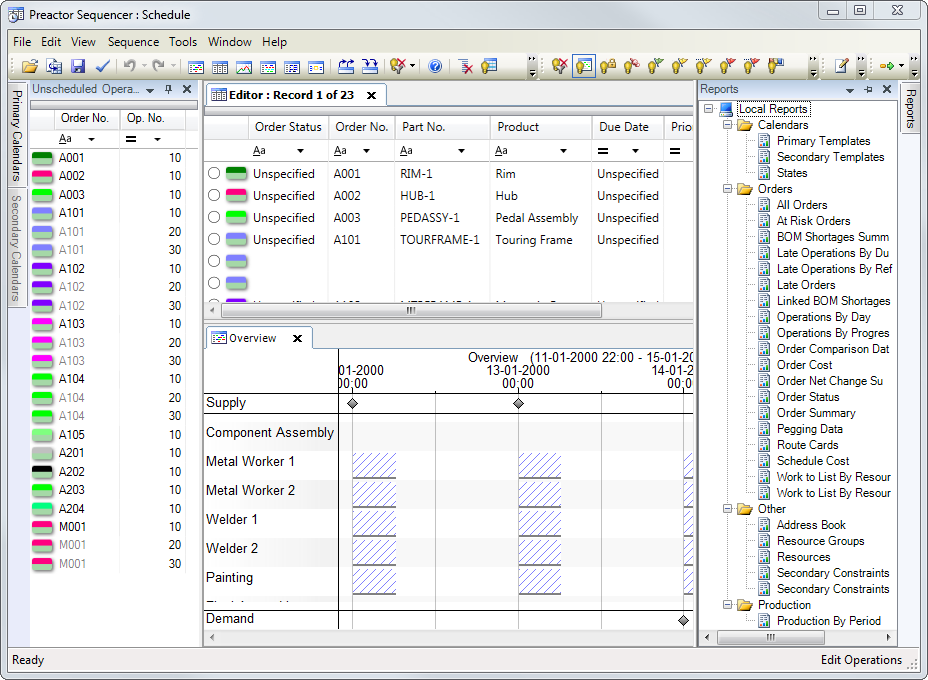 Preactor Sequencer : Schedule
File Edit View Sequence Tools Window Help
Primary Calendars
Secondary Calendars
Unscheduled Opera...
Order No. Op. No.
Aa =
A001 10
A002 10
A003 10
A101 10
A101 20
A101 30
A102 10
A102 20
A102 30
A103 10
A103 20
A103 30
A104 10
A104 20
A104 30
A105 10
A201 10
A202 10
A203 10
A204 10
M001 10
M001 20
M001 30
Editor : Record 1 of 23
Order Status Order No. Part No. Product Due Date Prior
Aa Aa Aa Aa = =
Unspecified A001 RIM-1 Rim Unspecified
Unspecified A002 HUB-1 Hub Unspecified
Unspecified A003 PEDASSY-1 Pedal Assembly Unspecified
Unspecified A101 TOURFRAME-1 Touring Frame Unspecified
Overview
Overview (11-01-2000 22:00 - 15-01-20
01-2000 13-01-2000 14-01-2
00:00 00:00 00:0
Supply
Component Assembly
Metal Worker 1
Metal Worker 2
Welder 1
Welder 2
Painting
Demand
Reports
Local Reports
Calendars
Primary Templates
Secondary Templates
States
Orders
All Orders
At Risk Orders
BOM Shortages Summ
Late Operations By Du
Late Operations By Ref
Late Orders
Linked BOM Shortages
Operations By Day
Operations By Progres
Order Comparison Dat
Order Cost
Order Net Change Su
Order Status
Order Summary
Pegging Data
Route Cards
Schedule Cost
Work to List By Resour
Work to List By Resour
Other
Address Book
Resource Groups
Resources
Secondary Constraints
Secondary Constraints
Production
Production By Period
Reports
Ready Edit Operations